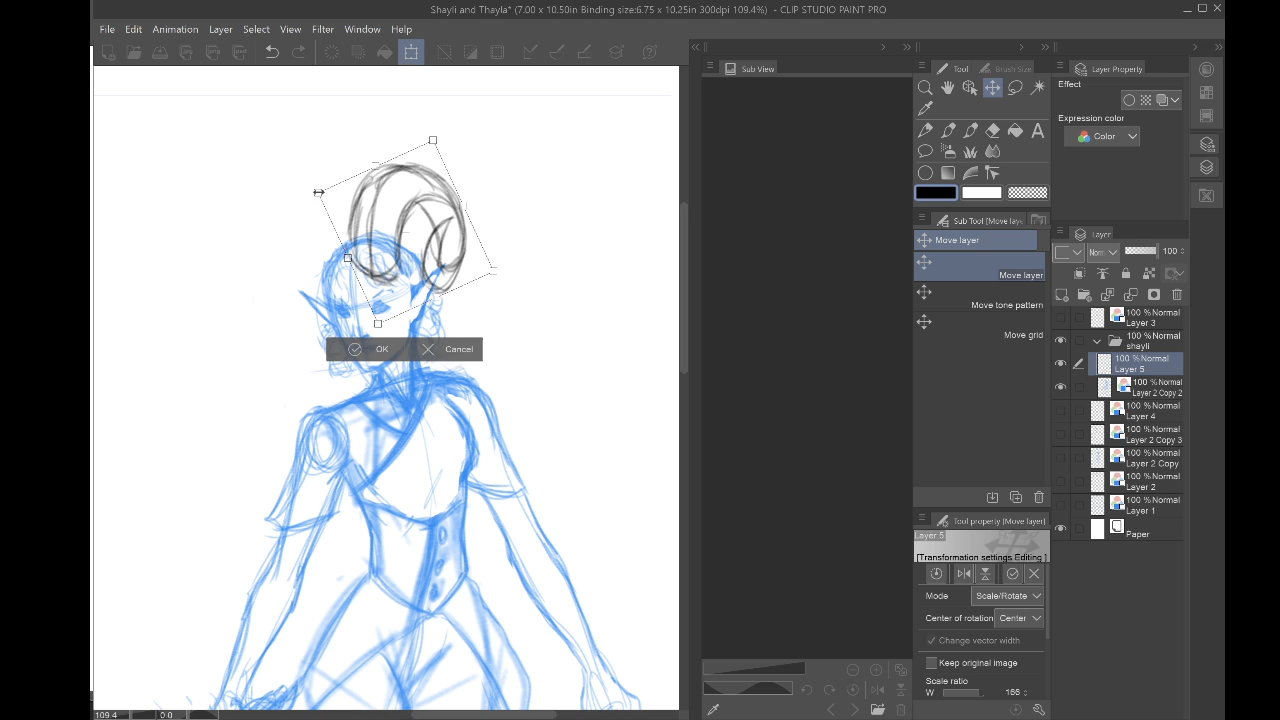 Shayli and Thayla* (7.00 x 10.50in Binding size:6.75 x 10.25in 300dpi 109.4%) - CLIP STUDIO PAINT PRO
File Edit Animation Layer Select View Filter Window Help
Sub View
Tool Brush Size
Layer Property
Effect
Expression color
Color
Sub Tool [Move laye
Move layer
Move layer
Move tone pattern
Move grid
Layer
Norm 100
100 %Normal
Layer 3
100 %Normal
shayli
100 %Normal
Layer 5
100 %Normal
Layer 2 Copy 2
100 %Normal
Layer 4
100 %Normal
Layer 2 Copy 3
100 %Normal
Layer 2 Copy
100 %Normal
Layer 2
100 %Normal
Layer 1
Paper
OK Cancel
Tool property [Move layer]
Layer 5
[Transformation settings Editing ]
Mode Scale/Rotate
Center of rotation Center
Change vector width
Keep original image
Scale ratio
W 166
109.4 0.0